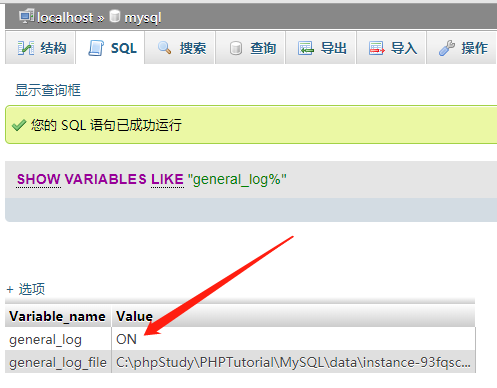 localhost » mysql
结构 SQL 搜索 查询 导出 导入 操作
显示查询框
您的 SQL 语句已成功运行
SHOW VARIABLES LIKE "general_log%"
+ 选项
Variable_name Value
general_log ON
general_log_file C:\phpStudy\PHPTutorial\MySQL\data\instance-93fqsc...